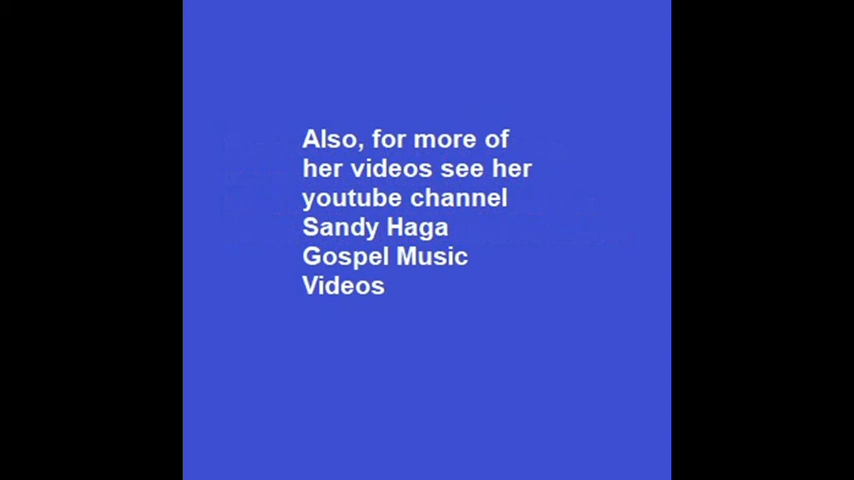 Also, for more of
her videos see her
youtube channel
Sandy Haga
Gospel Music
Videos